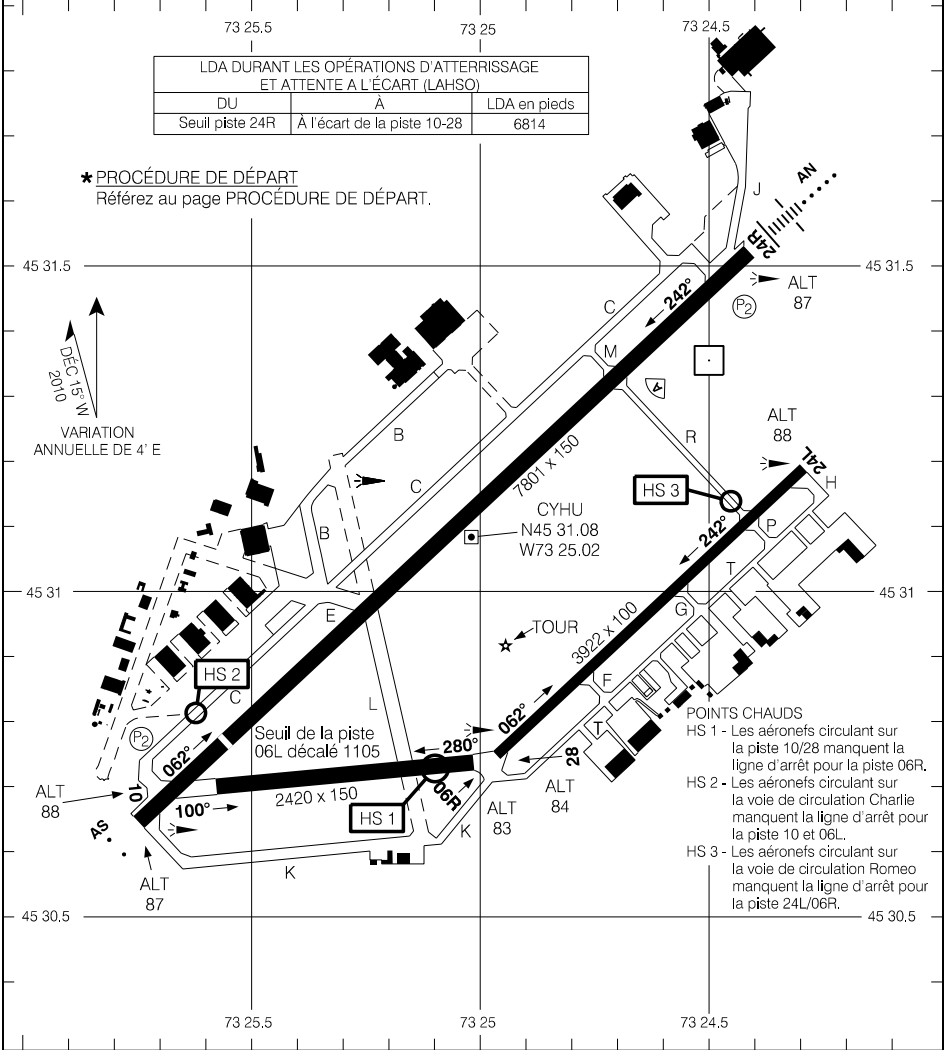 73 25.5
73 25
73 24.5
LDA DURANT LES OPÉRATIONS D'ATTERRISSAGE
ET ATTENTE A L'ÉCART (LAHSO)
DU
À
LDA en pieds
Seuil piste 24R
À l'écart de la piste 10-28
6814
* PROCÉDURE DE DÉPART
Référez au page PROCÉDURE DE DÉPART.
J
AN
24R
45 31.5
45 31.5
ALT
87
P2
242°
C
M
A
DÉC 15° W
2010
VARIATION
ANNUELLE DE 4' E
B
C
B
7801 x 150
R
ALT
88
24L
H
HS 3
P
CYHU
N45 31.08
W73 25.02
242°
T
45 31
45 31
E
G
TOUR
3922 x 100
F
HS 2
C
L
T
P2
062°
Seuil de la piste
06L décalé 1105
280°
062°
28
10
ALT
88
100°
2420 x 150
HS 1
06R
ALT
83
ALT
84
AS
K
K
ALT
87
POINTS CHAUDS
HS 1 - Les aéronefs circulant sur
la piste 10/28 manquent la
ligne d'arrêt pour la piste 06R.
HS 2 - Les aéronefs circulant sur
la voie de circulation Charlie
manquent la ligne d'arrêt pour
la piste 10 et 06L.
HS 3 - Les aéronefs circulant sur
la voie de circulation Romeo
manquent la ligne d'arrêt pour
la piste 24L/06R.
45 30.5
45 30.5
73 25.5
73 25
73 24.5